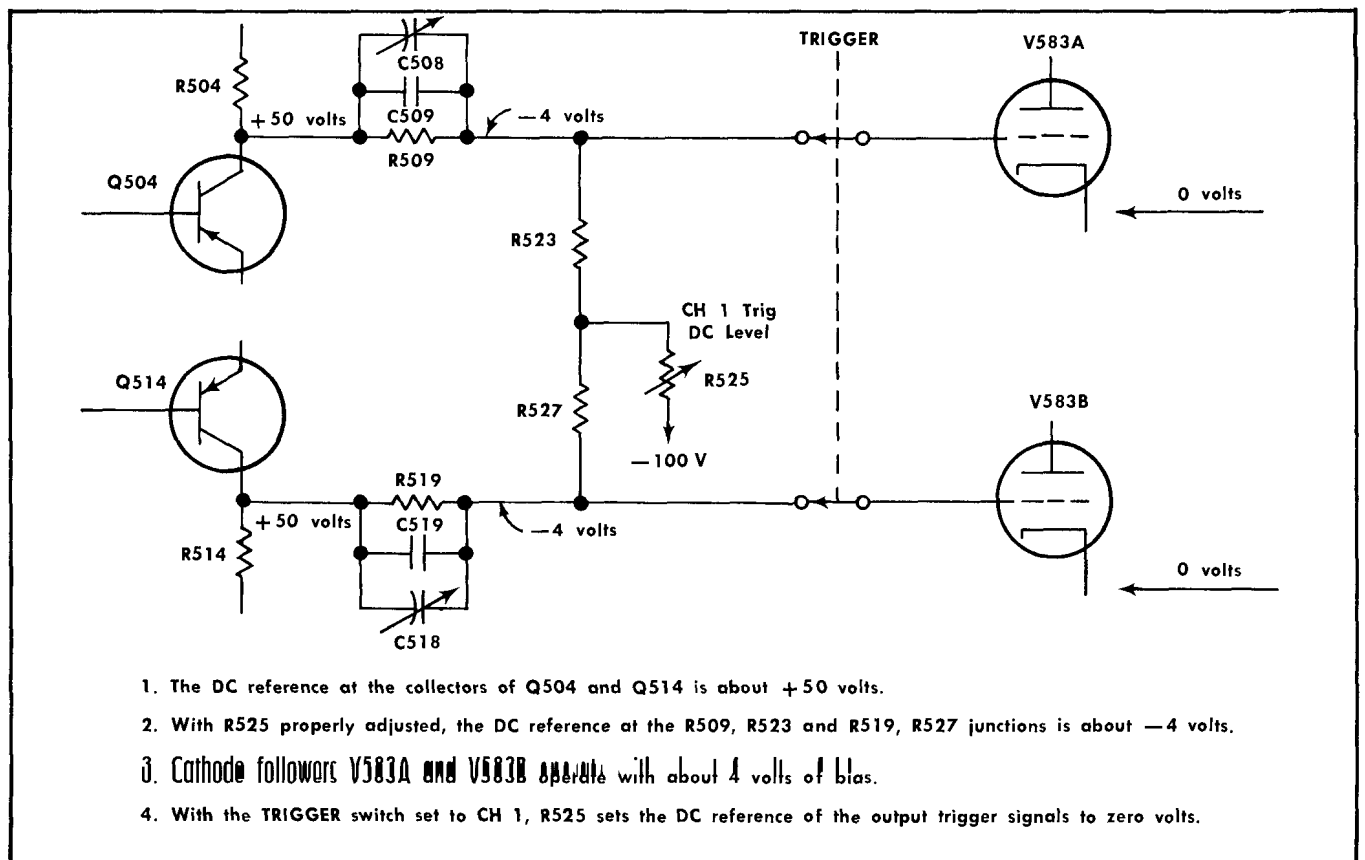 TRIGGER
V583A
C508
R504
+50 volts
C509
−4 volts
R509
Q504
0 volts
R523
CH 1 Trig
DC Level
R525
Q514
R527
V583B
−100 V
R519
+50 volts
C519
−4 volts
R514
0 volts
C518
1. The DC reference at the collectors of Q504 and Q514 is about +50 volts.
2. With R525 properly adjusted, the DC reference at the R509, R523 and R519, R527 junctions is about −4 volts.
3. Cathode followers V583A and V583B operate with about 4 volts of bias.
4. With the TRIGGER switch set to CH 1, R525 sets the DC reference of the output trigger signals to zero volts.